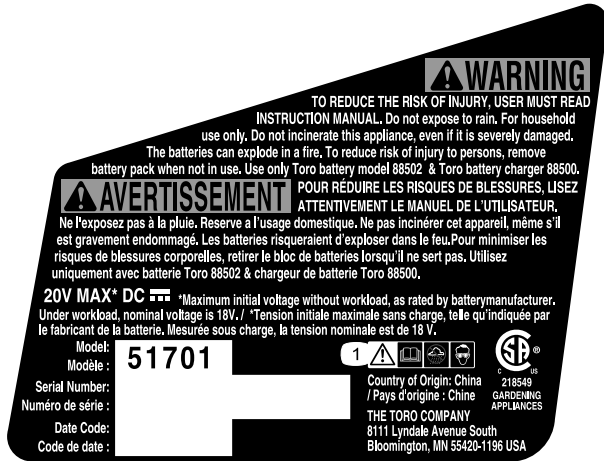 WARNING
TO REDUCE THE RISK OF INJURY, USER MUST READ
INSTRUCTION MANUAL. Do not expose to rain. For household
use only. Do not incinerate this appliance, even if it is severely damaged.
The batteries can explode in a fire. To reduce risk of injury to persons, remove
battery pack when not in use. Use only Toro battery model 88502 & Toro battery charger 88500.
AVERTISSEMENT POUR RÉDUIRE LES RISQUES DE BLESSURES, LISEZ
ATTENTIVEMENT LE MANUEL DE L'UTILISATEUR.
Ne l'exposez pas à la pluie. Reserve a l'usage domestique. Ne pas incinérer cet appareil, même s'il
est gravement endommagé. Les batteries risqueraient d'exploser dans le feu.Pour minimiser les
risques de blessures corporelles, retirer le bloc de batteries lorsqu'il ne sert pas. Utilisez
uniquement avec batterie Toro 88502 & chargeur de batterie Toro 88500.
20V MAX* DC *Maximum initial voltage without workload, as rated by batterymanufacturer.
Under workload, nominal voltage is 18V. / *Tension initiale maximale sans charge, telle qu'indiquée par
le fabricant de la batterie. Mesurée sous charge, la tension nominale est de 18 V.
Model:
Modèle :
51701
Serial Number:
Numéro de série :
Date Code:
Code de date :
1
Country of Origin: China
/ Pays d'origine : Chine
THE TORO COMPANY
8111 Lyndale Avenue South
Bloomington, MN 55420-1196 USA
SA ®
C US
218549
GARDENING
APPLIANCES